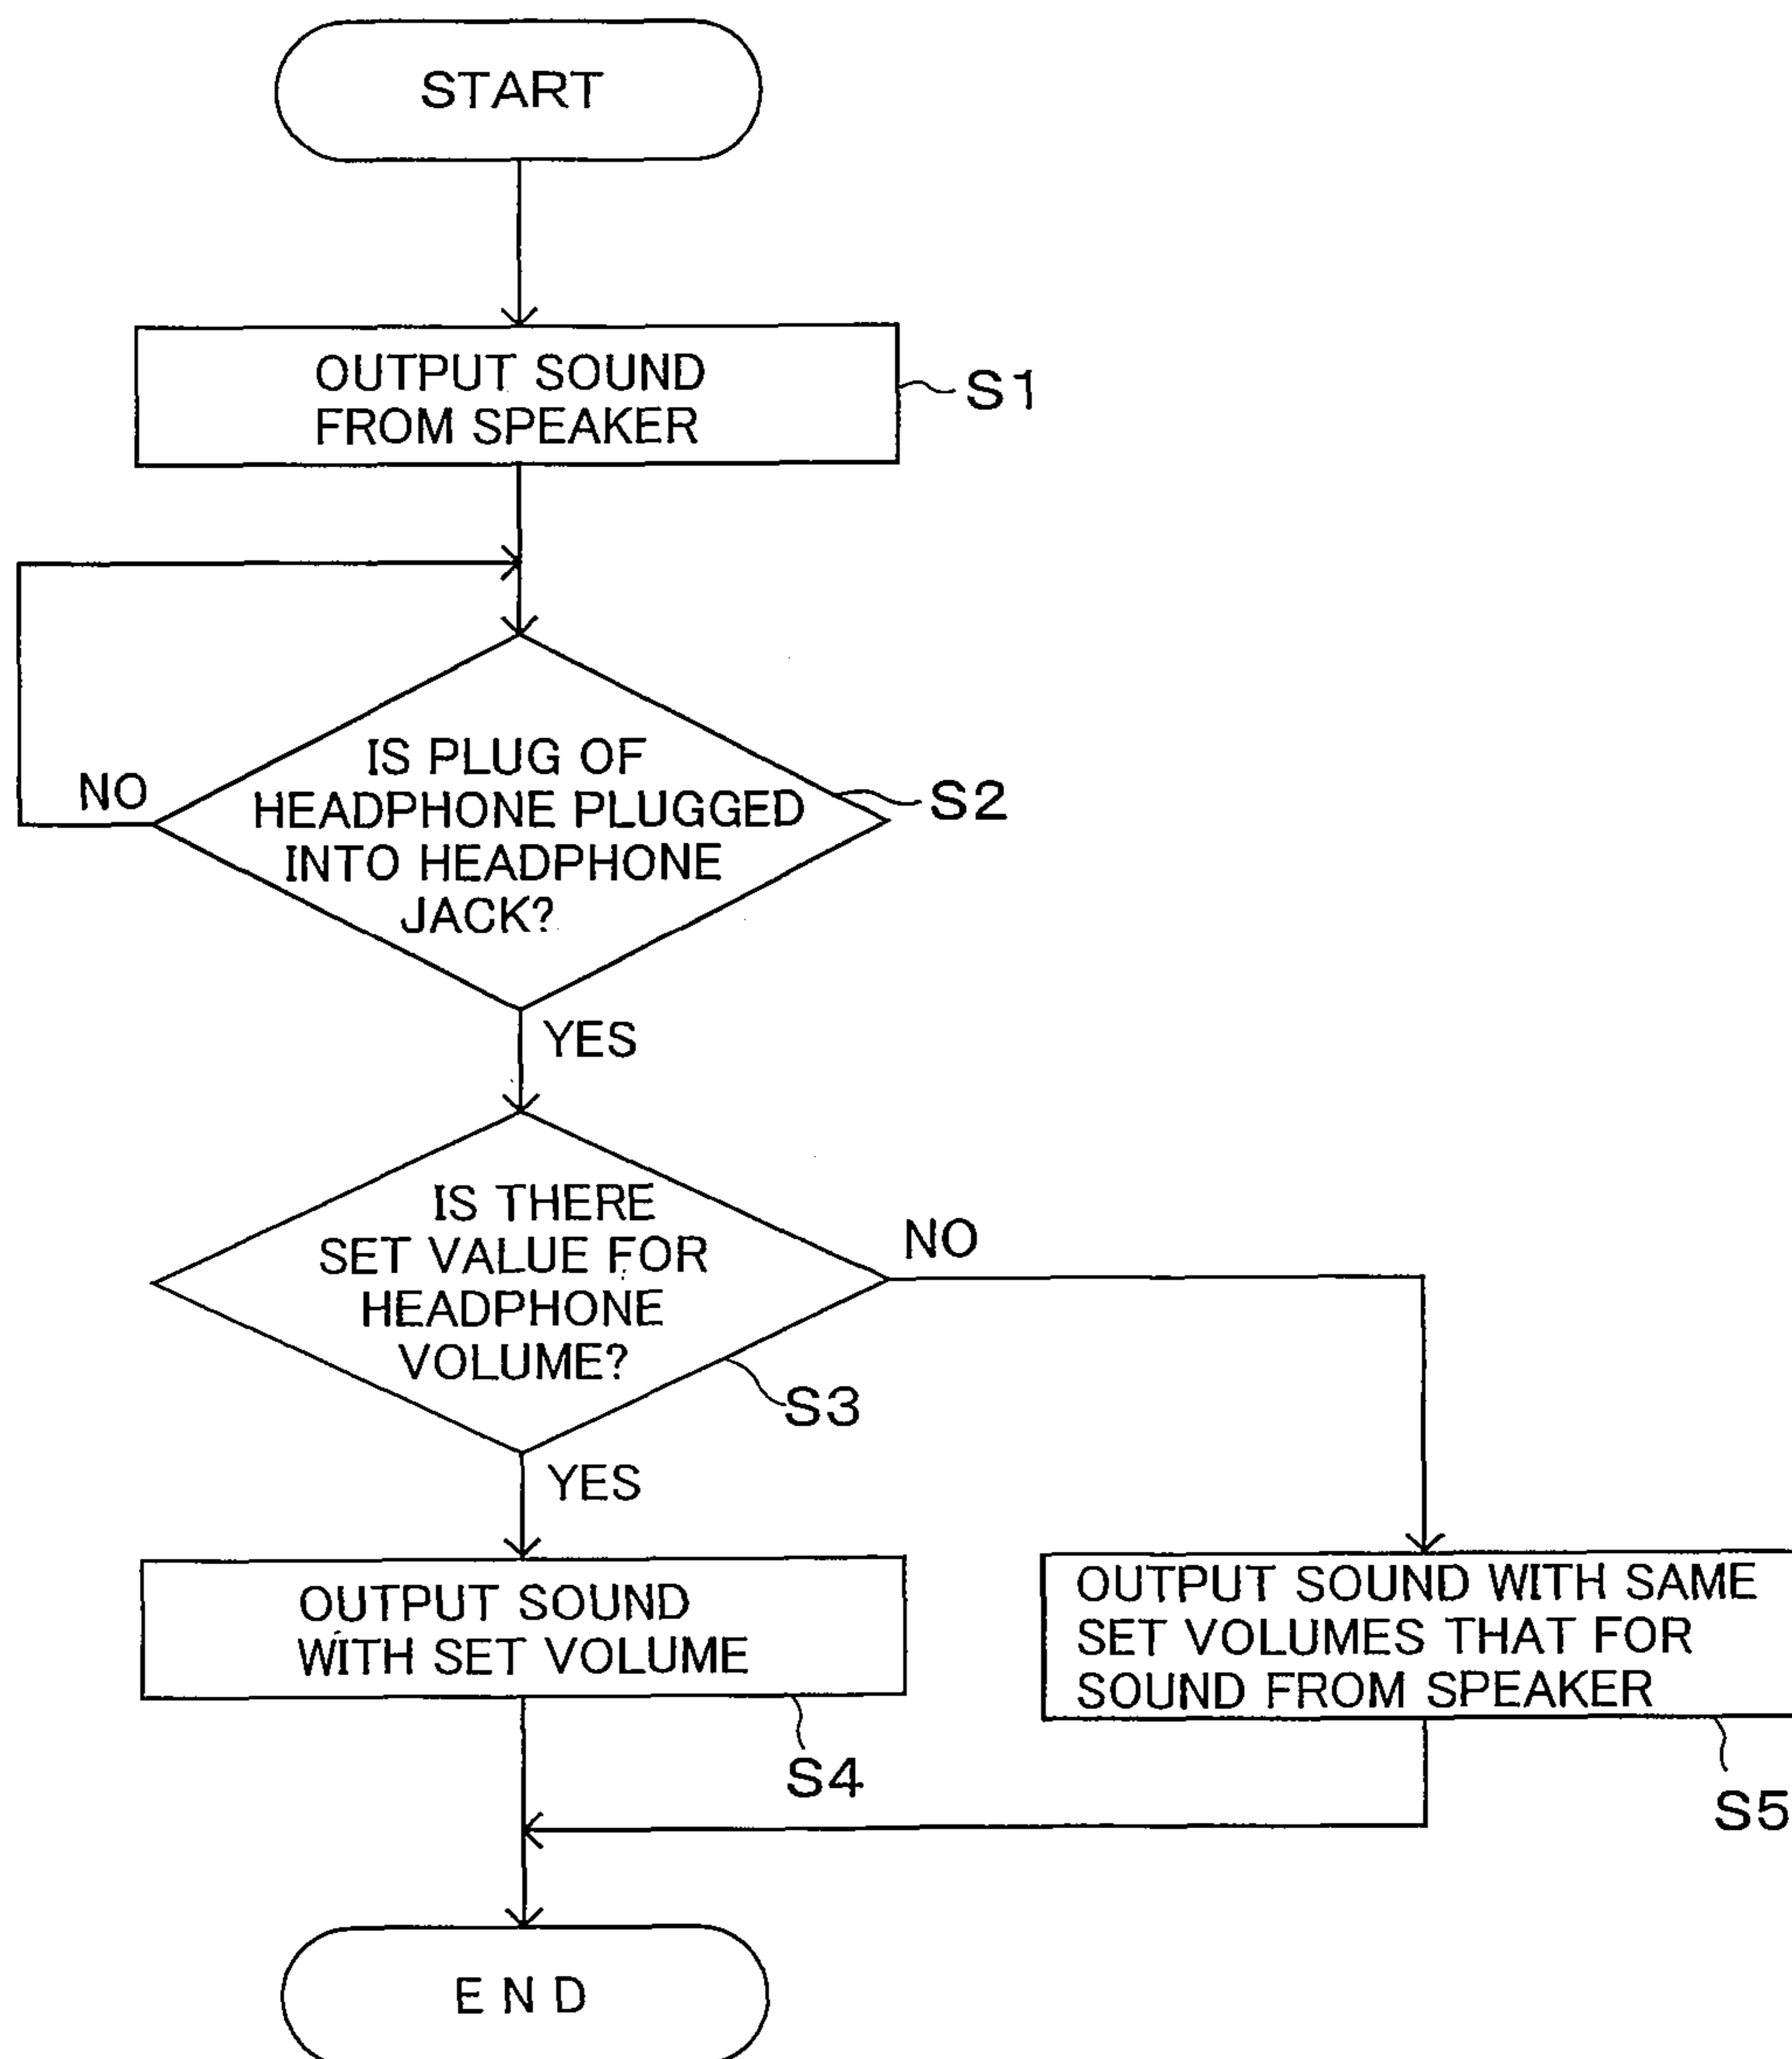 START
OUTPUT SOUND
FROM SPEAKER
S1
IS PLUG OF
HEADPHONE PLUGGED
INTO HEADPHONE
JACK?
NO
S2
YES
IS THERE
SET VALUE FOR
HEADPHONE
VOLUME?
NO
S3
YES
OUTPUT SOUND
WITH SET VOLUME
S4
OUTPUT SOUND WITH SAME
SET VOLUMES THAT FOR
SOUND FROM SPEAKER
S5
END